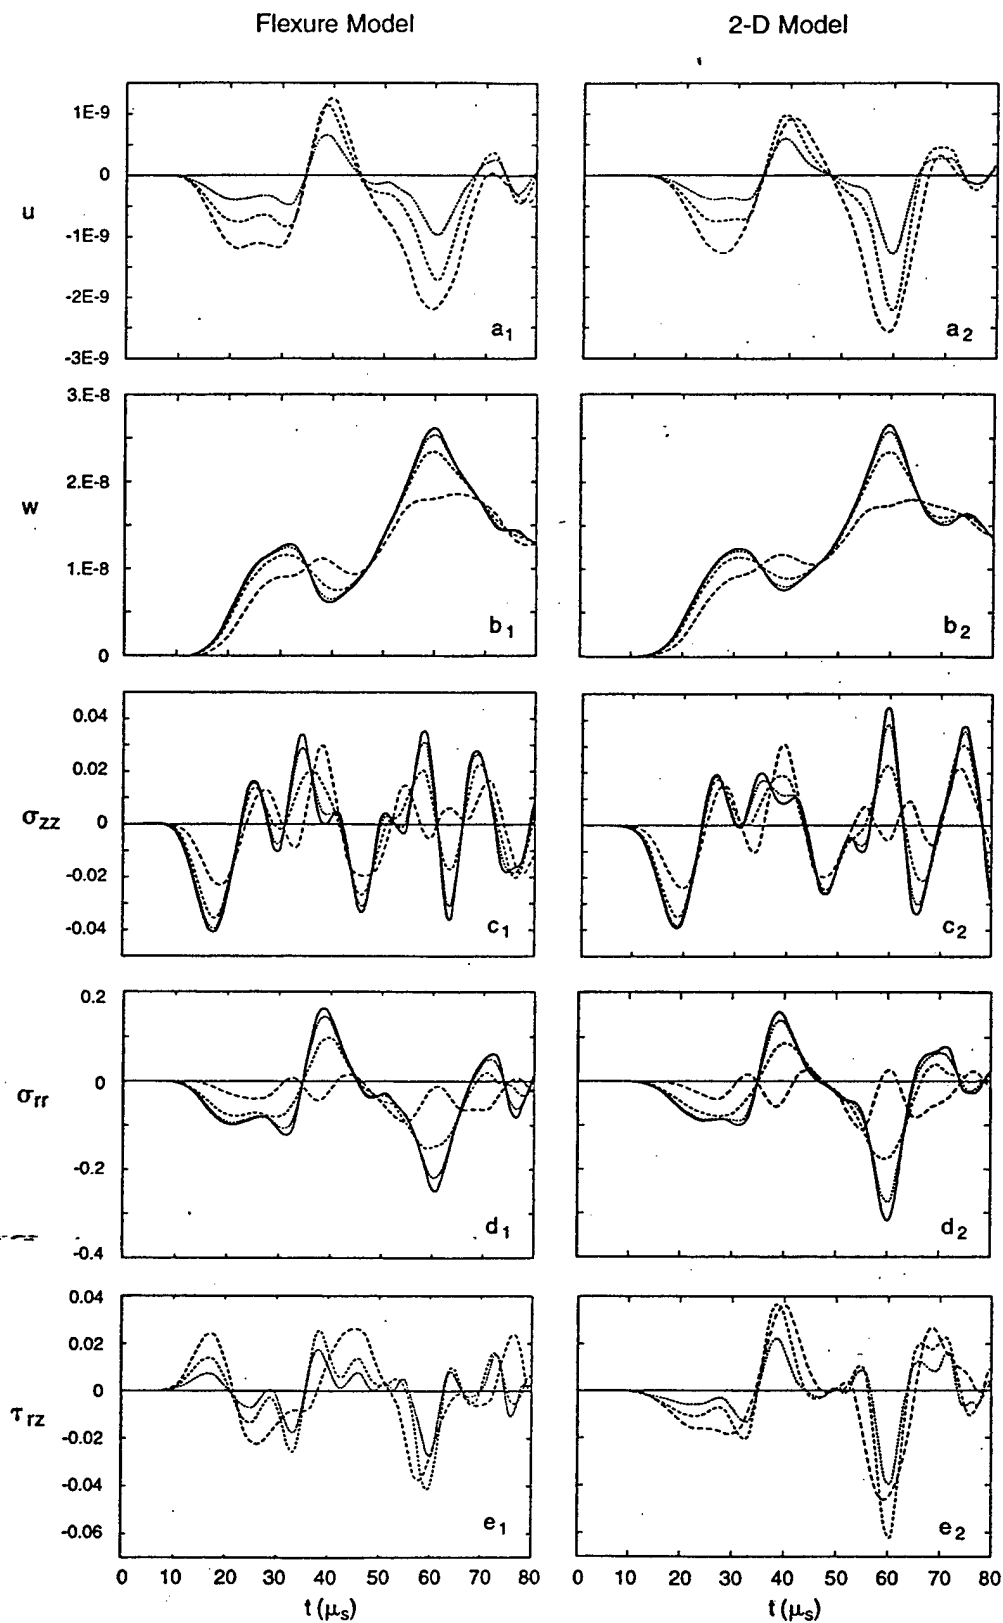 Flexure Model 2-D Model
1E-9
0
u
-1E-9
-2E-9
-3E-9
a1 a2
3.E-8
2.E-8
w
1.E-8
0
b1 b2
0.04
0.02
σzz 0
-0.02
-0.04
c1 c2
0.2
0
σrr
-0.2
-0.4
d1 d2
0.04
0.02
0
τrz
-0.02
-0.04
-0.06
e1 e2
0 10 20 30 40 50 60 70 80 10 20 30 40 50 60 70 80
t (μs) t (μs)